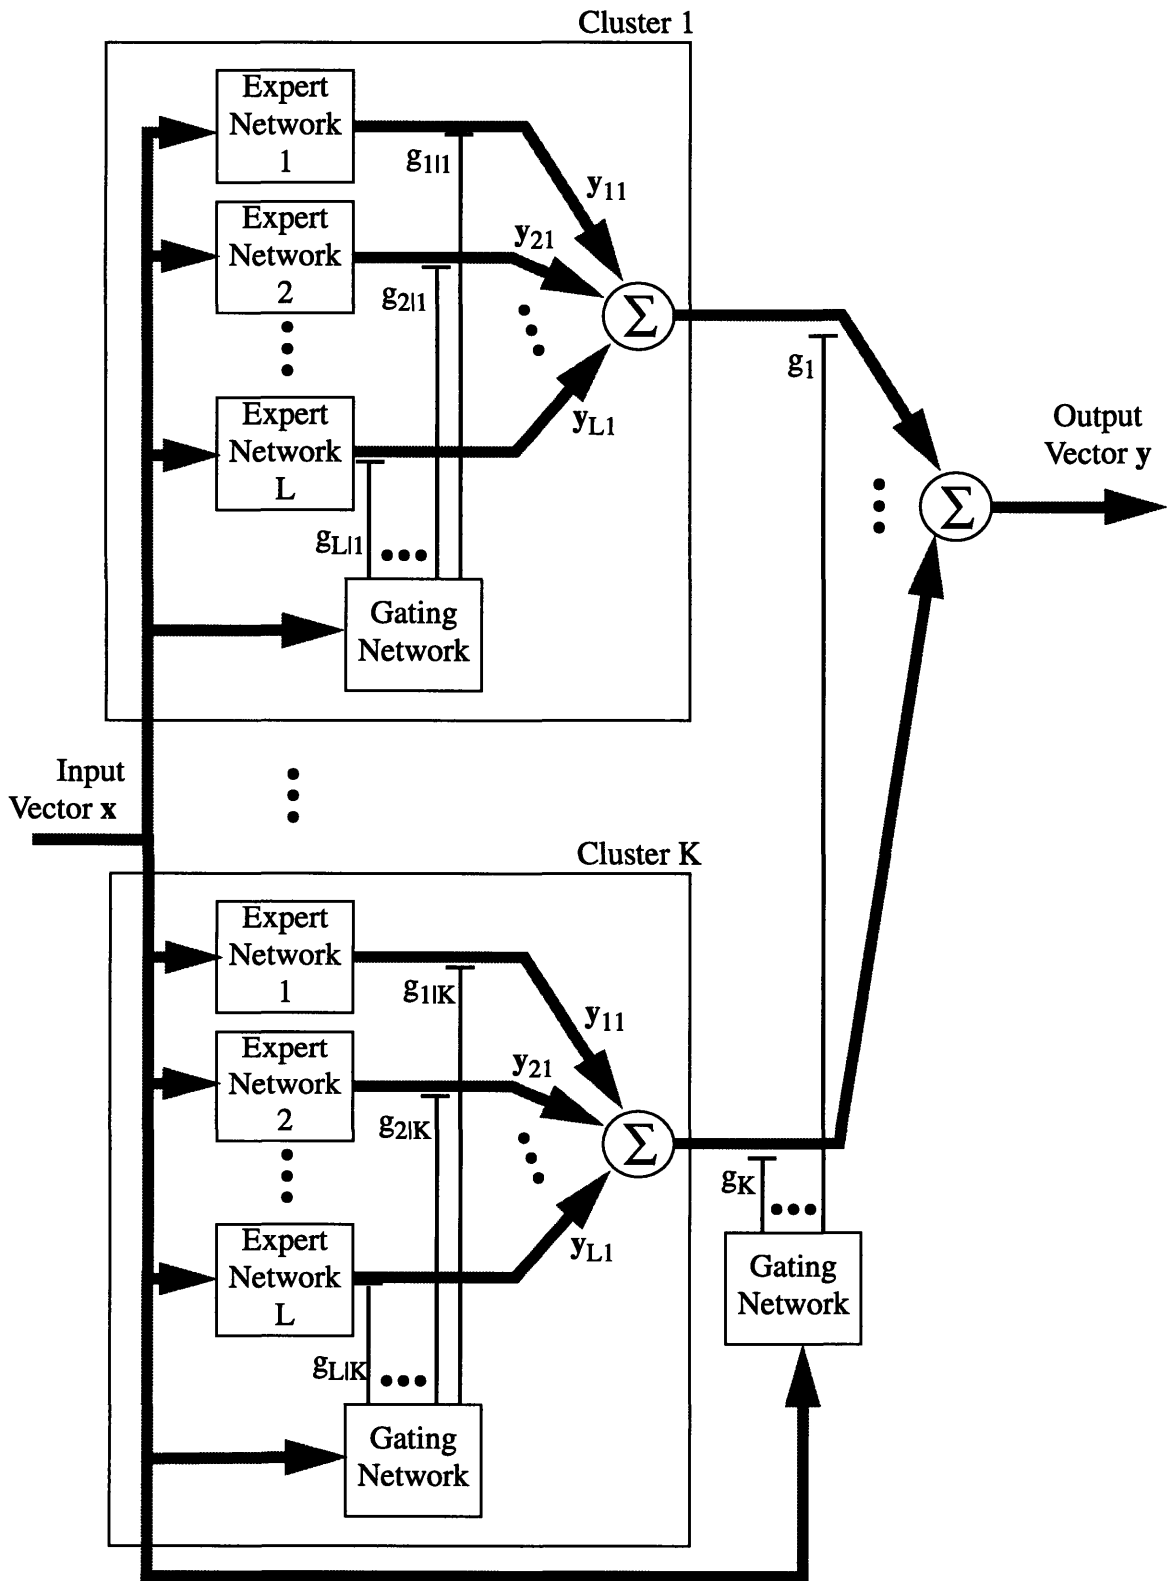 Cluster 1
Expert
Network
1
g1|1
y11
Expert
Network
2
y21
g2|1
Σ
g1
Expert
Network
L
yL1
Output
Vector y
Σ
gL|1
Gating
Network
Input
Vector x
Cluster K
Expert
Network
1
g1|K
y11
Expert
Network
2
y21
g2|K
Σ
gK
Expert
Network
L
yL1
Gating
Network
gL|K
Gating
Network